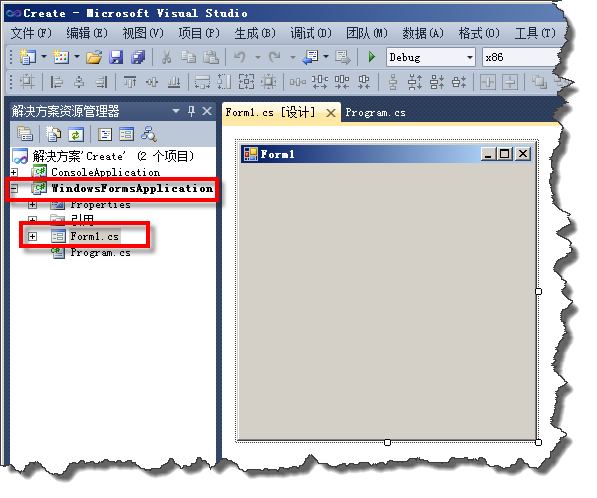 Create - Microsoft Visual Studio
文件(F) 编辑(E) 视图(V) 项目(P) 生成(B) 调试(D) 团队(M) 数据(A) 格式(O) 工具(T)
Debug x86
解决方案资源管理器
Form1.cs [设计] Program.cs
解决方案'Create' (2 个项目)
ConsoleApplication
WindowsFormsApplication
Properties
引用
Form1.cs
Program.cs
Form1